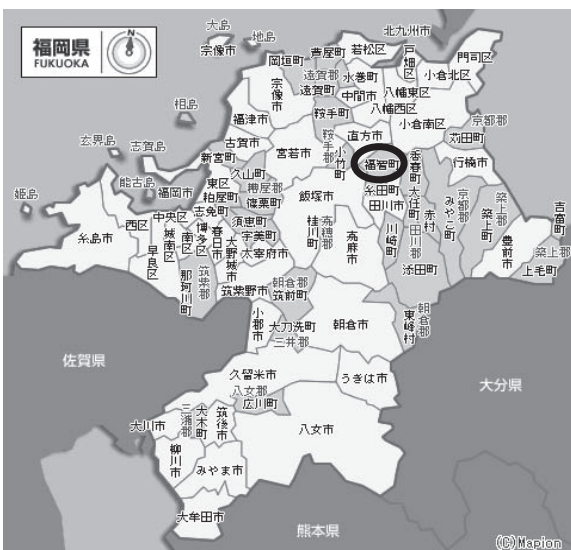 福岡県
FUKUOKA
N
大島
宗像市
地島
北九州市
芦屋町
若松区
戸畑区
門司区
岡垣町
遠賀郡
水巻町
小倉北区
遠賀町
中間市
八幡東区
宗像市
相島
鞍手町
八幡西区
京都郡
福津市
小倉南区
古賀市
鞍手郡
直方市
苅田町
玄界島
志賀島
新宮町
宮若市
小竹町
福智町
香春町
行橋市
姫島
能古島
福岡市
東区
久山町
糟屋郡
粕屋町
篠栗町
飯塚市
糸田町
田川市
大任町
京都郡
みやこ町
築上郡
築上町
吉富町
糸島市
西区
中央区
志免町
須恵町
桂川町
嘉穂郡
嘉麻市
川崎町
田川郡
赤村
豊前市
築上郡
早良区
城南区
南区
博多区
春日市
大野城市
宇美町
太宰府市
添田町
上毛町
那珂川町
筑紫郡
筑紫野市
朝倉郡
筑前町
小郡市
大刀洗町
三井郡
朝倉市
東峰村
朝倉郡
佐賀県
久留米市
うきは市
大分県
八女郡
広川町
大川市
三潴郡
大木町
筑後市
八女市
柳川市
みやま市
大牟田市
熊本県
(C)Mapion